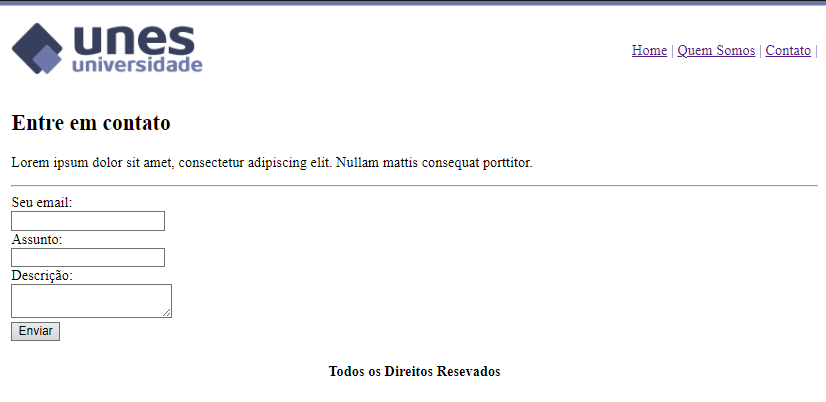 unes
universidade
Home | Quem Somos | Contato |
Entre em contato
Lorem ipsum dolor sit amet, consectetur adipiscing elit. Nullam mattis consequat porttitor.
Seu email:
Assunto:
Descrição:
Enviar
Todos os Direitos Resevados